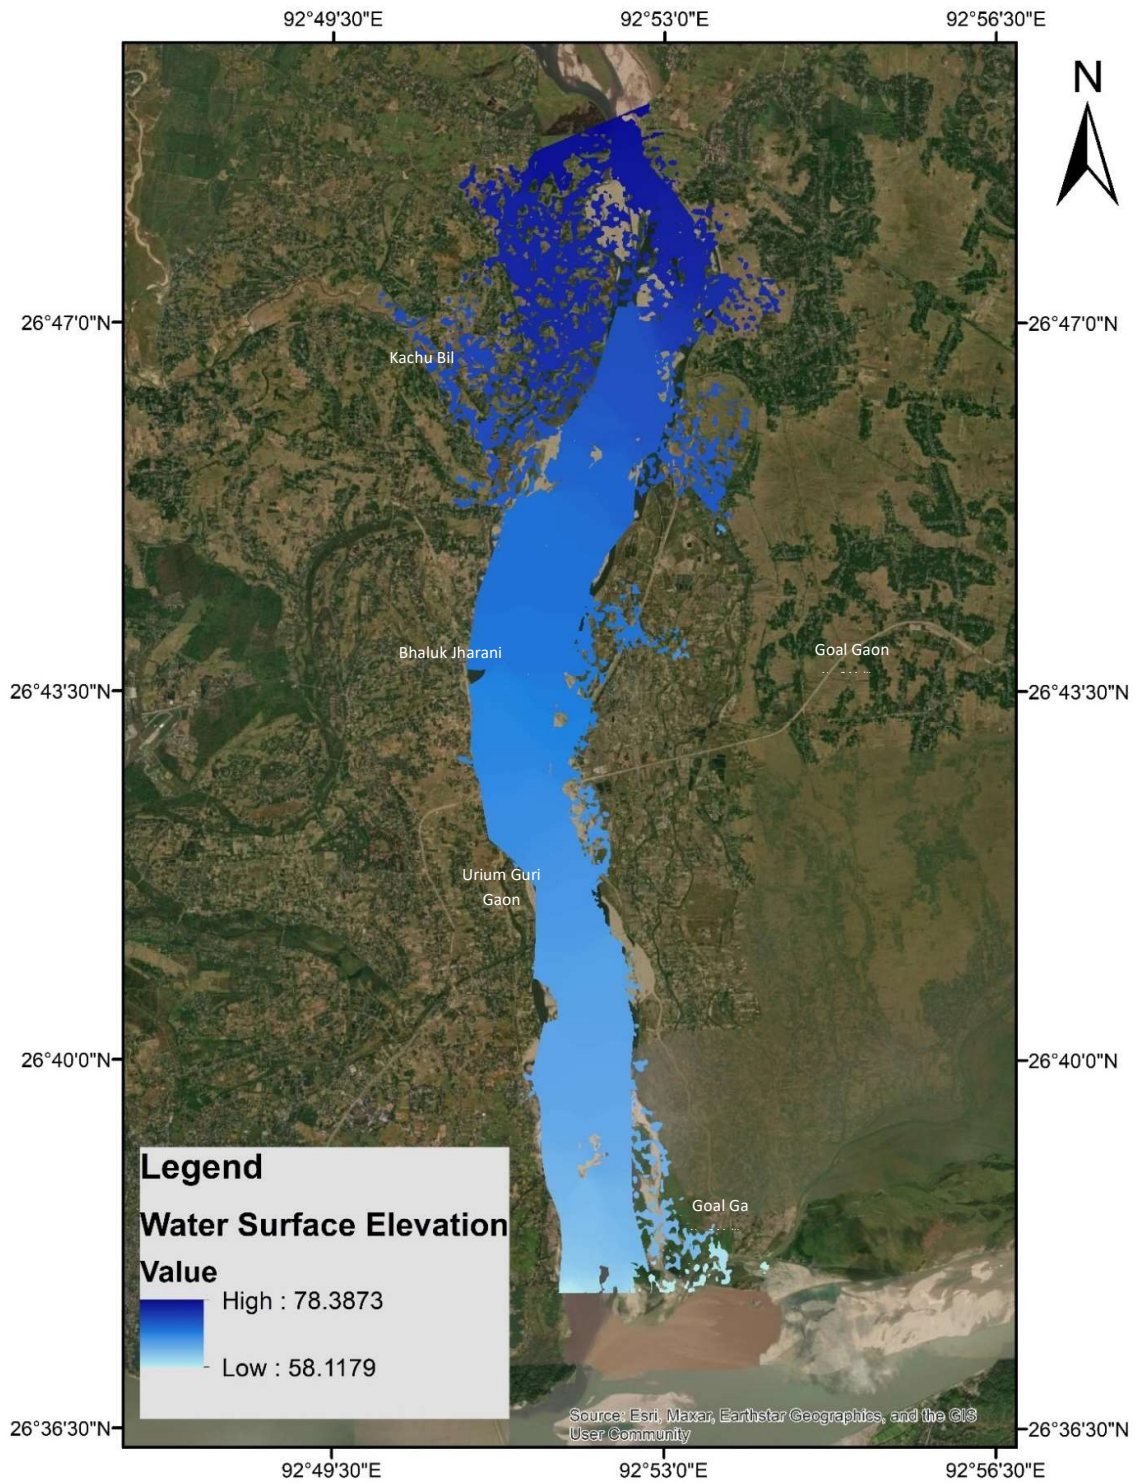 92°49'30"E 92°53'0"E 92°56'30"E
N
26°47'0"N 26°47'0"N
Kachu Bil
Bhaluk Jharani
Goal Gaon
26°43'30"N 26°43'30"N
Urium Guri
Gaon
26°40'0"N 26°40'0"N
Legend
Water Surface Elevation
Value
High : 78.3873
Low : 58.1179
Goal Ga
Source: Esri, Maxar, Earthstar Geographics, and the GIS
User Community
26°36'30"N 26°36'30"N
92°49'30"E 92°53'0"E 92°56'30"E